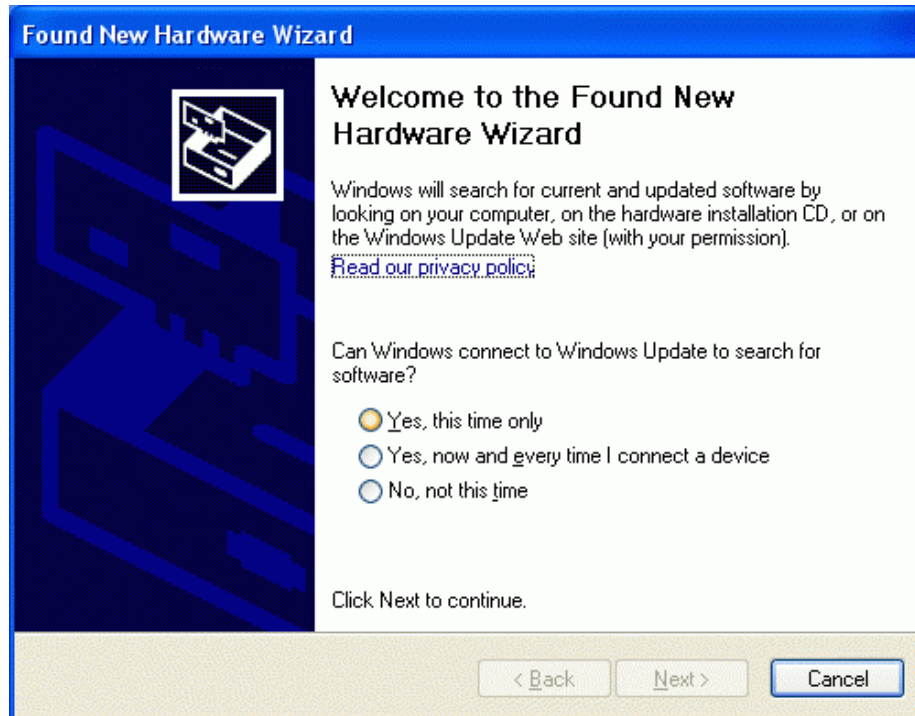 Found New Hardware Wizard
Welcome to the Found New
Hardware Wizard
Windows will search for current and updated software by
looking on your computer, on the hardware installation CD, or on
the Windows Update Web site (with your permission).
Read our privacy policy
Can Windows connect to Windows Update to search for
software?
Yes, this time only
Yes, now and every time I connect a device
No, not this time
Click Next to continue.
< Back
Next >
Cancel